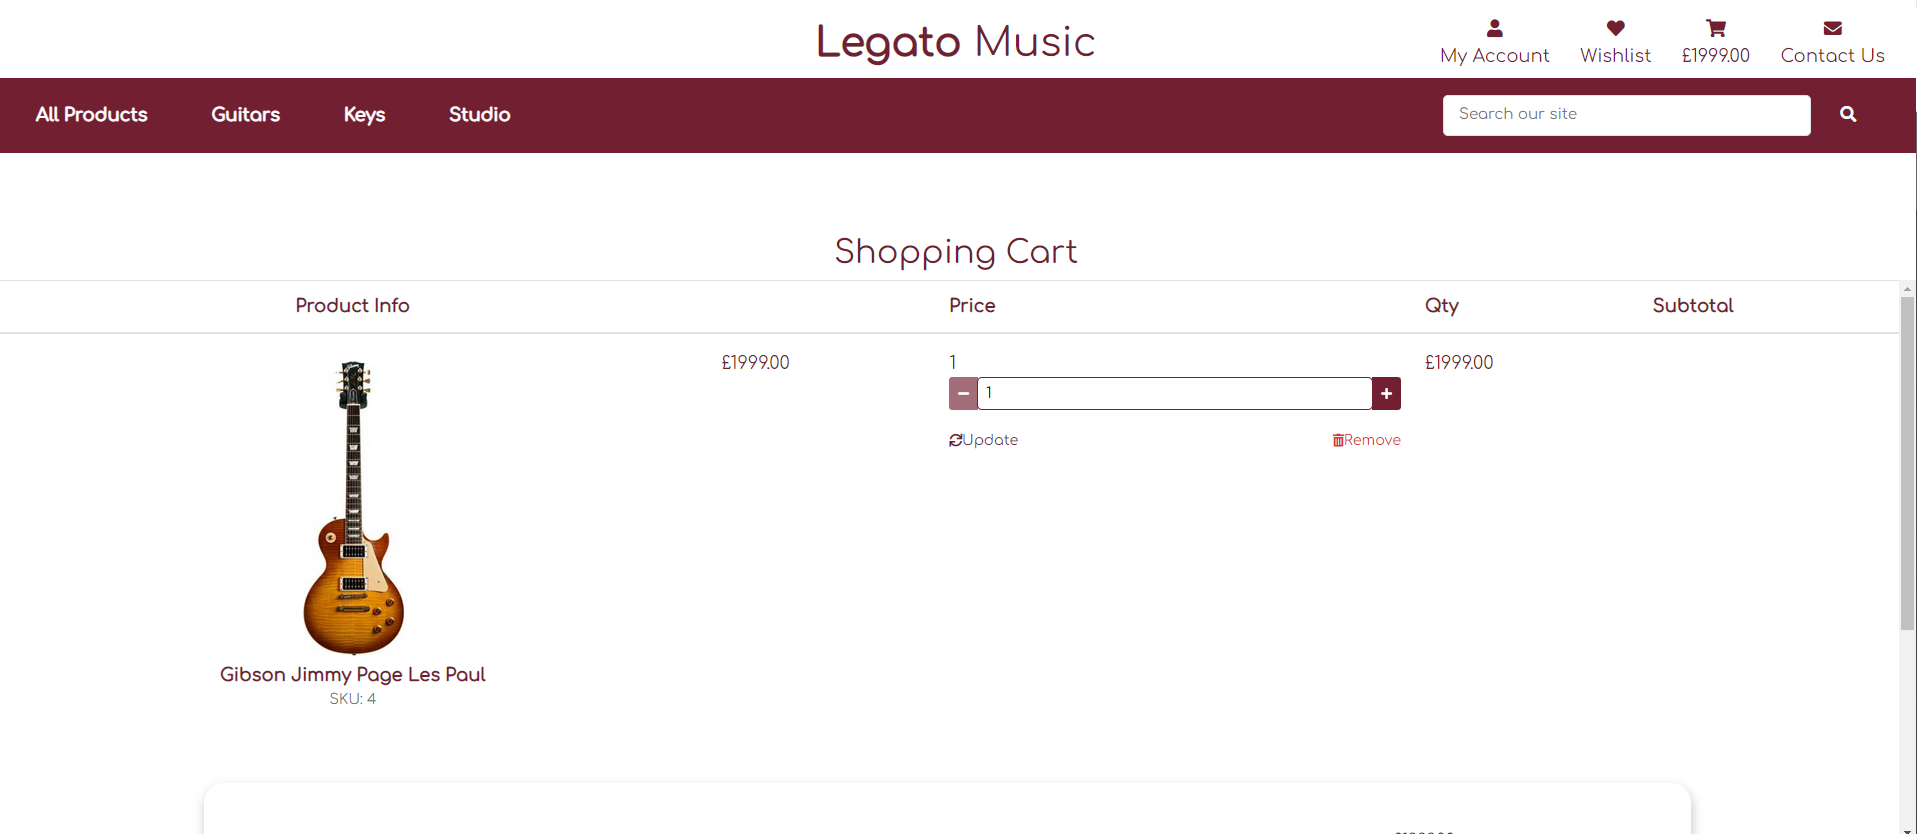 Legato Music
My Account
Wishlist
£1999.00
Contact Us
All Products
Guitars
Keys
Studio
Search our site
Shopping Cart
Product Info
Price
Qty
Subtotal
£1999.00
1
£1999.00
1
Update
Remove
Gibson Jimmy Page Les Paul
SKU: 4